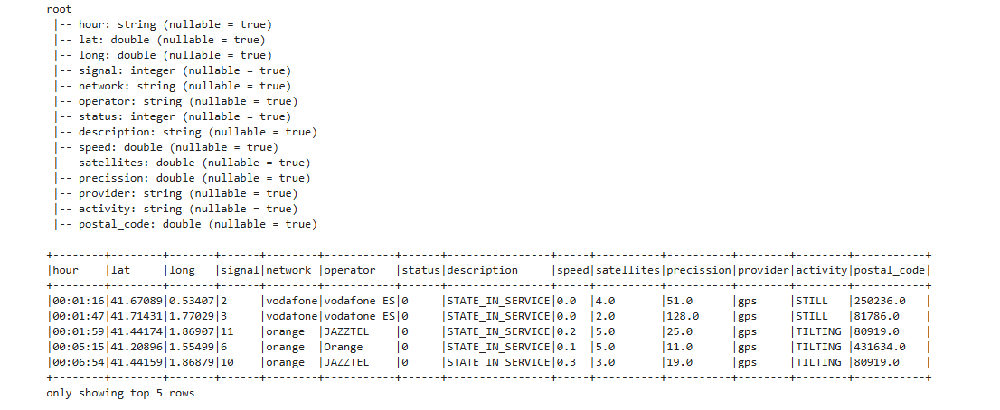 root
 |-- hour: string (nullable = true)
 |-- lat: double (nullable = true)
 |-- long: double (nullable = true)
 |-- signal: integer (nullable = true)
 |-- network: string (nullable = true)
 |-- operator: string (nullable = true)
 |-- status: integer (nullable = true)
 |-- description: string (nullable = true)
 |-- speed: double (nullable = true)
 |-- satellites: double (nullable = true)
 |-- precission: double (nullable = true)
 |-- provider: string (nullable = true)
 |-- activity: string (nullable = true)
 |-- postal_code: double (nullable = true)

+--------+--------+-------+------+--------+-----------+------+----------------+-----+----------+----------+--------+--------+-----------+
|hour    |lat     |long   |signal|network |operator   |status|description     |speed|satellites|precission|provider|activity|postal_code|
+--------+--------+-------+------+--------+-----------+------+----------------+-----+----------+----------+--------+--------+-----------+
|00:01:16|41.67089|0.53407|2     |vodafone|vodafone ES|0     |STATE_IN_SERVICE|0.0  |4.0       |51.0      |gps     |STILL   |250236.0   |
|00:01:47|41.71431|1.77029|3     |vodafone|vodafone ES|0     |STATE_IN_SERVICE|0.0  |2.0       |128.0     |gps     |STILL   |81786.0    |
|00:01:59|41.44174|1.86907|11    |orange  |JAZZTEL    |0     |STATE_IN_SERVICE|0.2  |5.0       |25.0      |gps     |TILTING |80919.0    |
|00:05:15|41.20896|1.55499|6     |orange  |Orange     |0     |STATE_IN_SERVICE|0.1  |5.0       |11.0      |gps     |TILTING |431634.0   |
|00:06:54|41.44159|1.86879|10    |orange  |JAZZTEL    |0     |STATE_IN_SERVICE|0.3  |3.0       |19.0      |gps     |TILTING |80919.0    |
+--------+--------+-------+------+--------+-----------+------+----------------+-----+----------+----------+--------+--------+-----------+
only showing top 5 rows